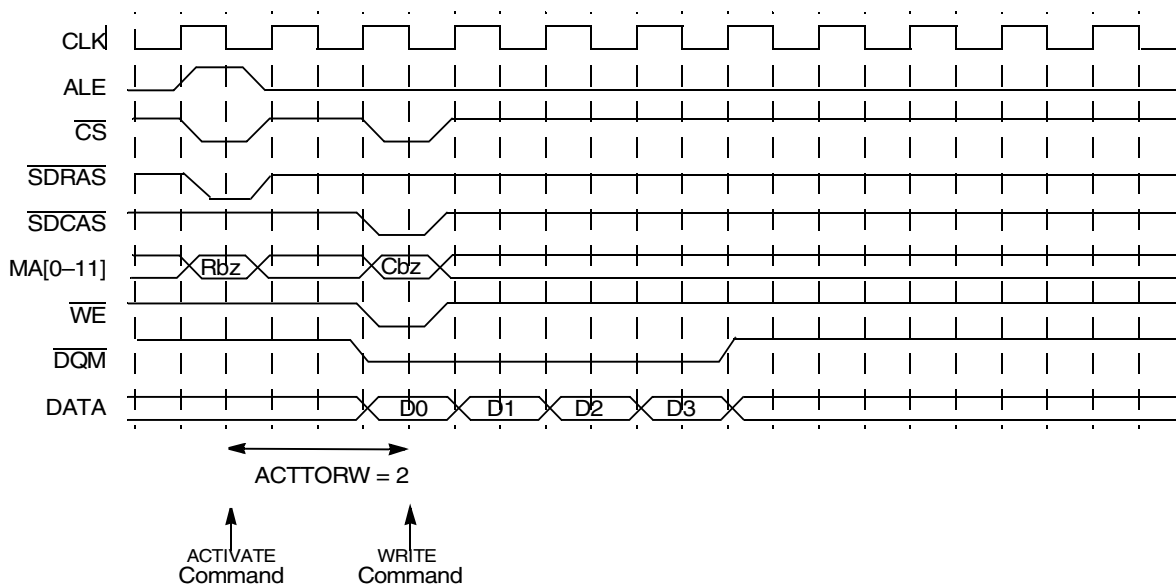 CLK
ALE
CS
SDRAS
SDCAS
MA[0–11]
Rbz
Cbz
WE
DQM
DATA
D0
D1
D2
D3
ACTTORW = 2
ACTIVATE
Command
WRITE
Command